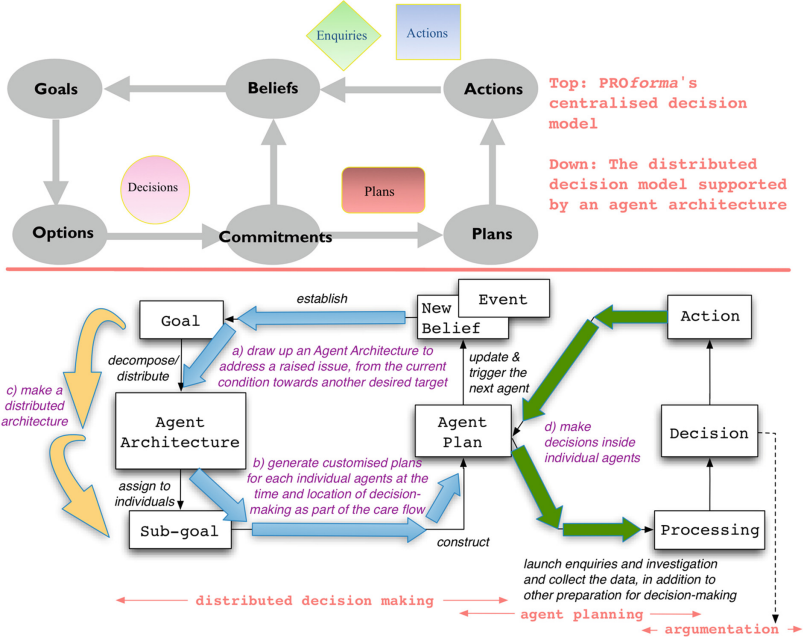 Enquiries
Actions
Goals
Beliefs
Actions
Top: PROforma's
centralised decision
model
Decisions
Plans
Down: The distributed
decision model supported
by an agent architecture
Options
Commitments
Plans
establish
Event
New
Belief
Goal
Action
a) draw up an Agent Architecture to
address a raised issue, from the current
condition towards another desired target
decompose/
distribute
update &
trigger the
next agent
c) make a
distributed
architecture
Agent
Architecture
Agent
Plan
d) make
decisions inside
individual agents
Decision
b) generate customised plans
for each individual agents at the
time and location of decision-
making as part of the care flow
assign to
individuals
Sub-goal
construct
Processing
launch enquiries and investigation
and collect the data, in addition to
other preparation for decision-making
distributed decision making
agent planning
argumentation